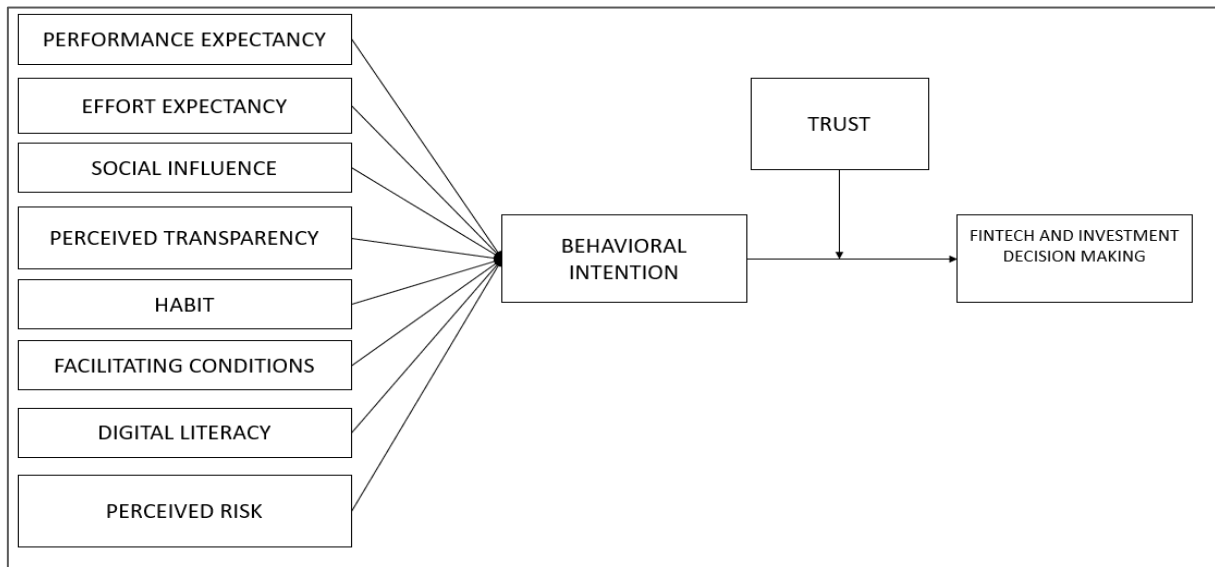 PERFORMANCE EXPECTANCY
EFFORT EXPECTANCY
SOCIAL INFLUENCE
PERCEIVED TRANSPARENCY
HABIT
FACILITATING CONDITIONS
DIGITAL LITERACY
PERCEIVED RISK
BEHAVIORAL
INTENTION
TRUST
FINTECH AND INVESTMENT
DECISION MAKING